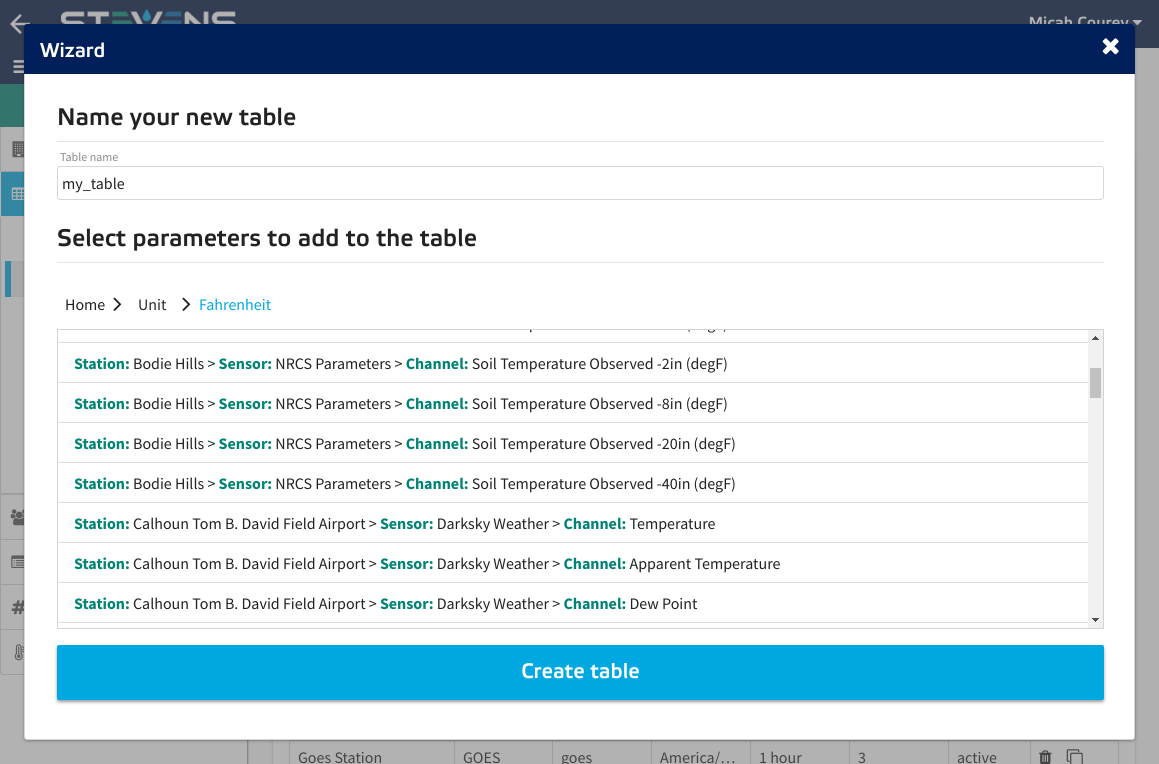 STEVENS
Micah Courey
Wizard
Name your new table
Table name
my_table
Select parameters to add to the table
Home > Unit > Fahrenheit
Station: Bodie Hills > Sensor: NRCS Parameters > Channel: Soil Temperature Observed -2in (degF)
Station: Bodie Hills > Sensor: NRCS Parameters > Channel: Soil Temperature Observed -8in (degF)
Station: Bodie Hills > Sensor: NRCS Parameters > Channel: Soil Temperature Observed -20in (degF)
Station: Bodie Hills > Sensor: NRCS Parameters > Channel: Soil Temperature Observed -40in (degF)
Station: Calhoun Tom B. David Field Airport > Sensor: Darksky Weather > Channel: Temperature
Station: Calhoun Tom B. David Field Airport > Sensor: Darksky Weather > Channel: Apparent Temperature
Station: Calhoun Tom B. David Field Airport > Sensor: Darksky Weather > Channel: Dew Point
Create table
Goes Station GOES goes America/... 1 hour 3 active